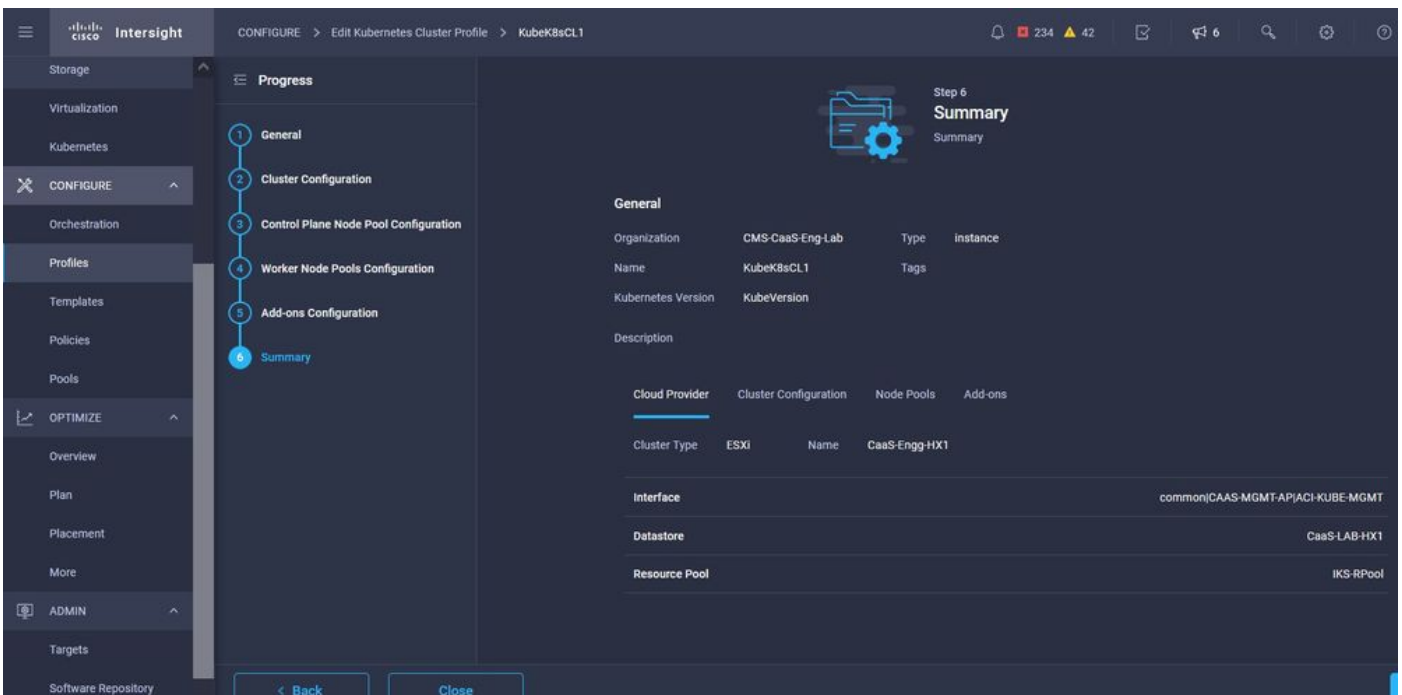 cisco Intersight
CONFIGURE > Edit Kubernetes Cluster Profile > KubeK8sCL1
234 42
6
Storage
Virtualization
Kubernetes
CONFIGURE
Orchestration
Profiles
Templates
Policies
Pools
OPTIMIZE
Overview
Plan
Placement
More
ADMIN
Targets
Software Repository
Progress
1 General
2 Cluster Configuration
3 Control Plane Node Pool Configuration
4 Worker Node Pools Configuration
5 Add-ons Configuration
6 Summary
Step 6
Summary
Summary
General
Organization CMS-CaaS-Eng-Lab Type instance
Name KubeK8sCL1 Tags
Kubernetes Version KubeVersion
Description
Cloud Provider Cluster Configuration Node Pools Add-ons
Cluster Type ESXi Name CaaS-Engg-HX1
Interface common|CAAS-MGMT-AP|ACI-KUBE-MGMT
Datastore CaaS-LAB-HX1
Resource Pool IKS-RPool
< Back Close